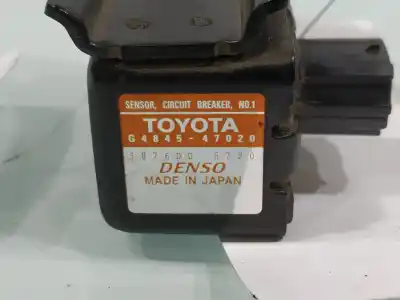 SENSOR, CIRCUIT BREAKER, NO.1
TOYOTA
G4845-47020
DENSO
MADE IN JAPAN